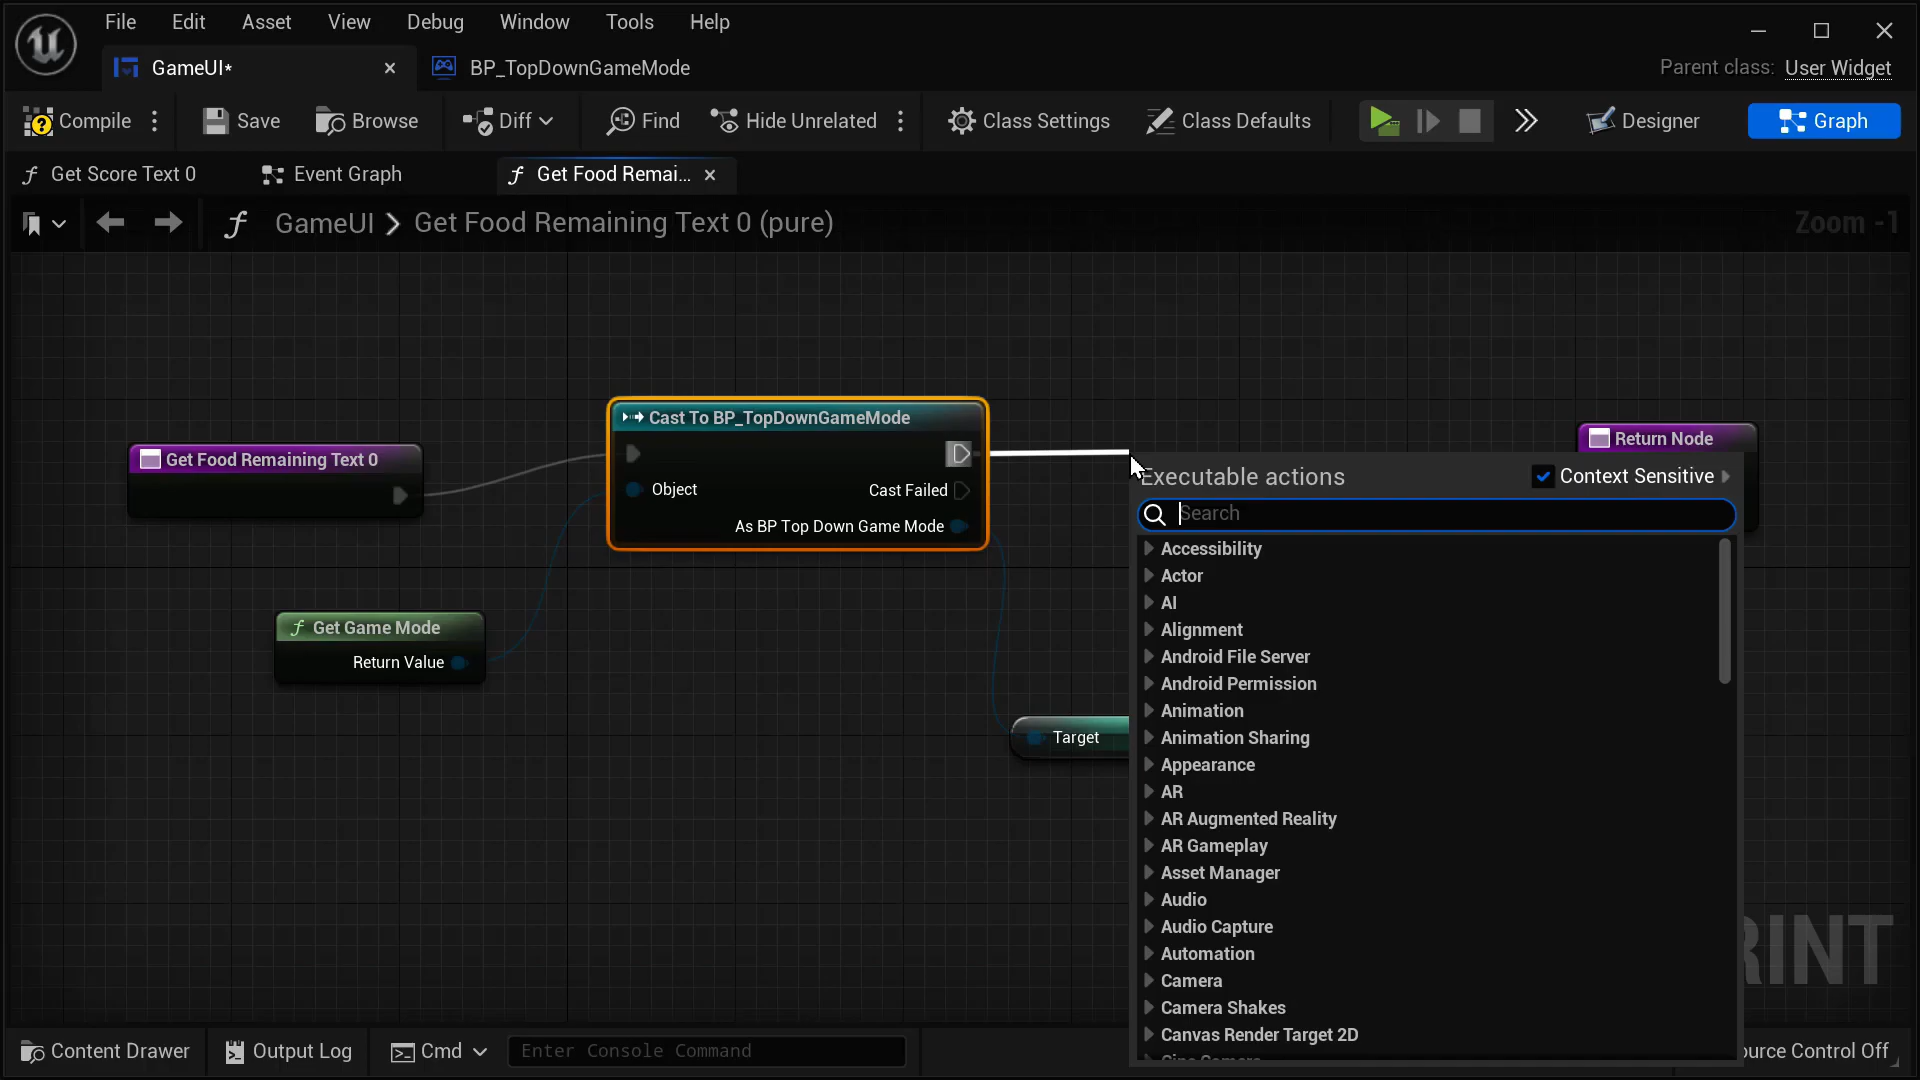 File Edit Asset View Debug Window Tools Help
GameUI* BP_TopDownGameMode Parent class: User Widget
Compile Save Browse Diff Find Hide Unrelated Class Settings Class Defaults Designer Graph
Get Score Text 0 Event Graph Get Food Remai...
GameUI > Get Food Remaining Text 0 (pure) Zoom -1
Cast To BP_TopDownGameMode
Get Food Remaining Text 0
Return Node
Object
Cast Failed
As BP Top Down Game Mode
Get Game Mode
Return Value
Target
Executable actions Context Sensitive
Search
Accessibility
Actor
AI
Alignment
Android File Server
Android Permission
Animation
Animation Sharing
Appearance
AR
AR Augmented Reality
AR Gameplay
Asset Manager
Audio
Audio Capture
Automation
Camera
Camera Shakes
Canvas Render Target 2D
RINT
Content Drawer Output Log Cmd Enter Console Command ource Control Off